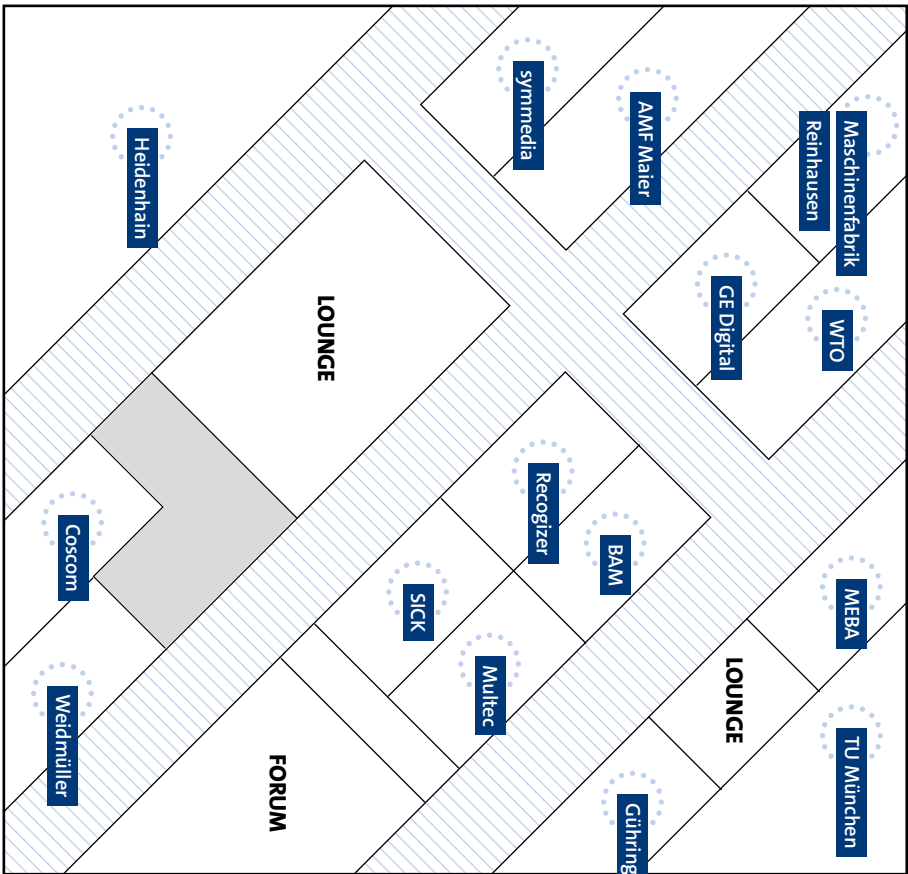 Heidenhain
symmedia
AMF Maier
Maschinenfabrik
Reinhausen
GE Digital
WTO
LOUNGE
Recogizer
BAM
SICK
Multec
MEBA
LOUNGE
TU München
Gühring
Coscom
Weidmüller
FORUM